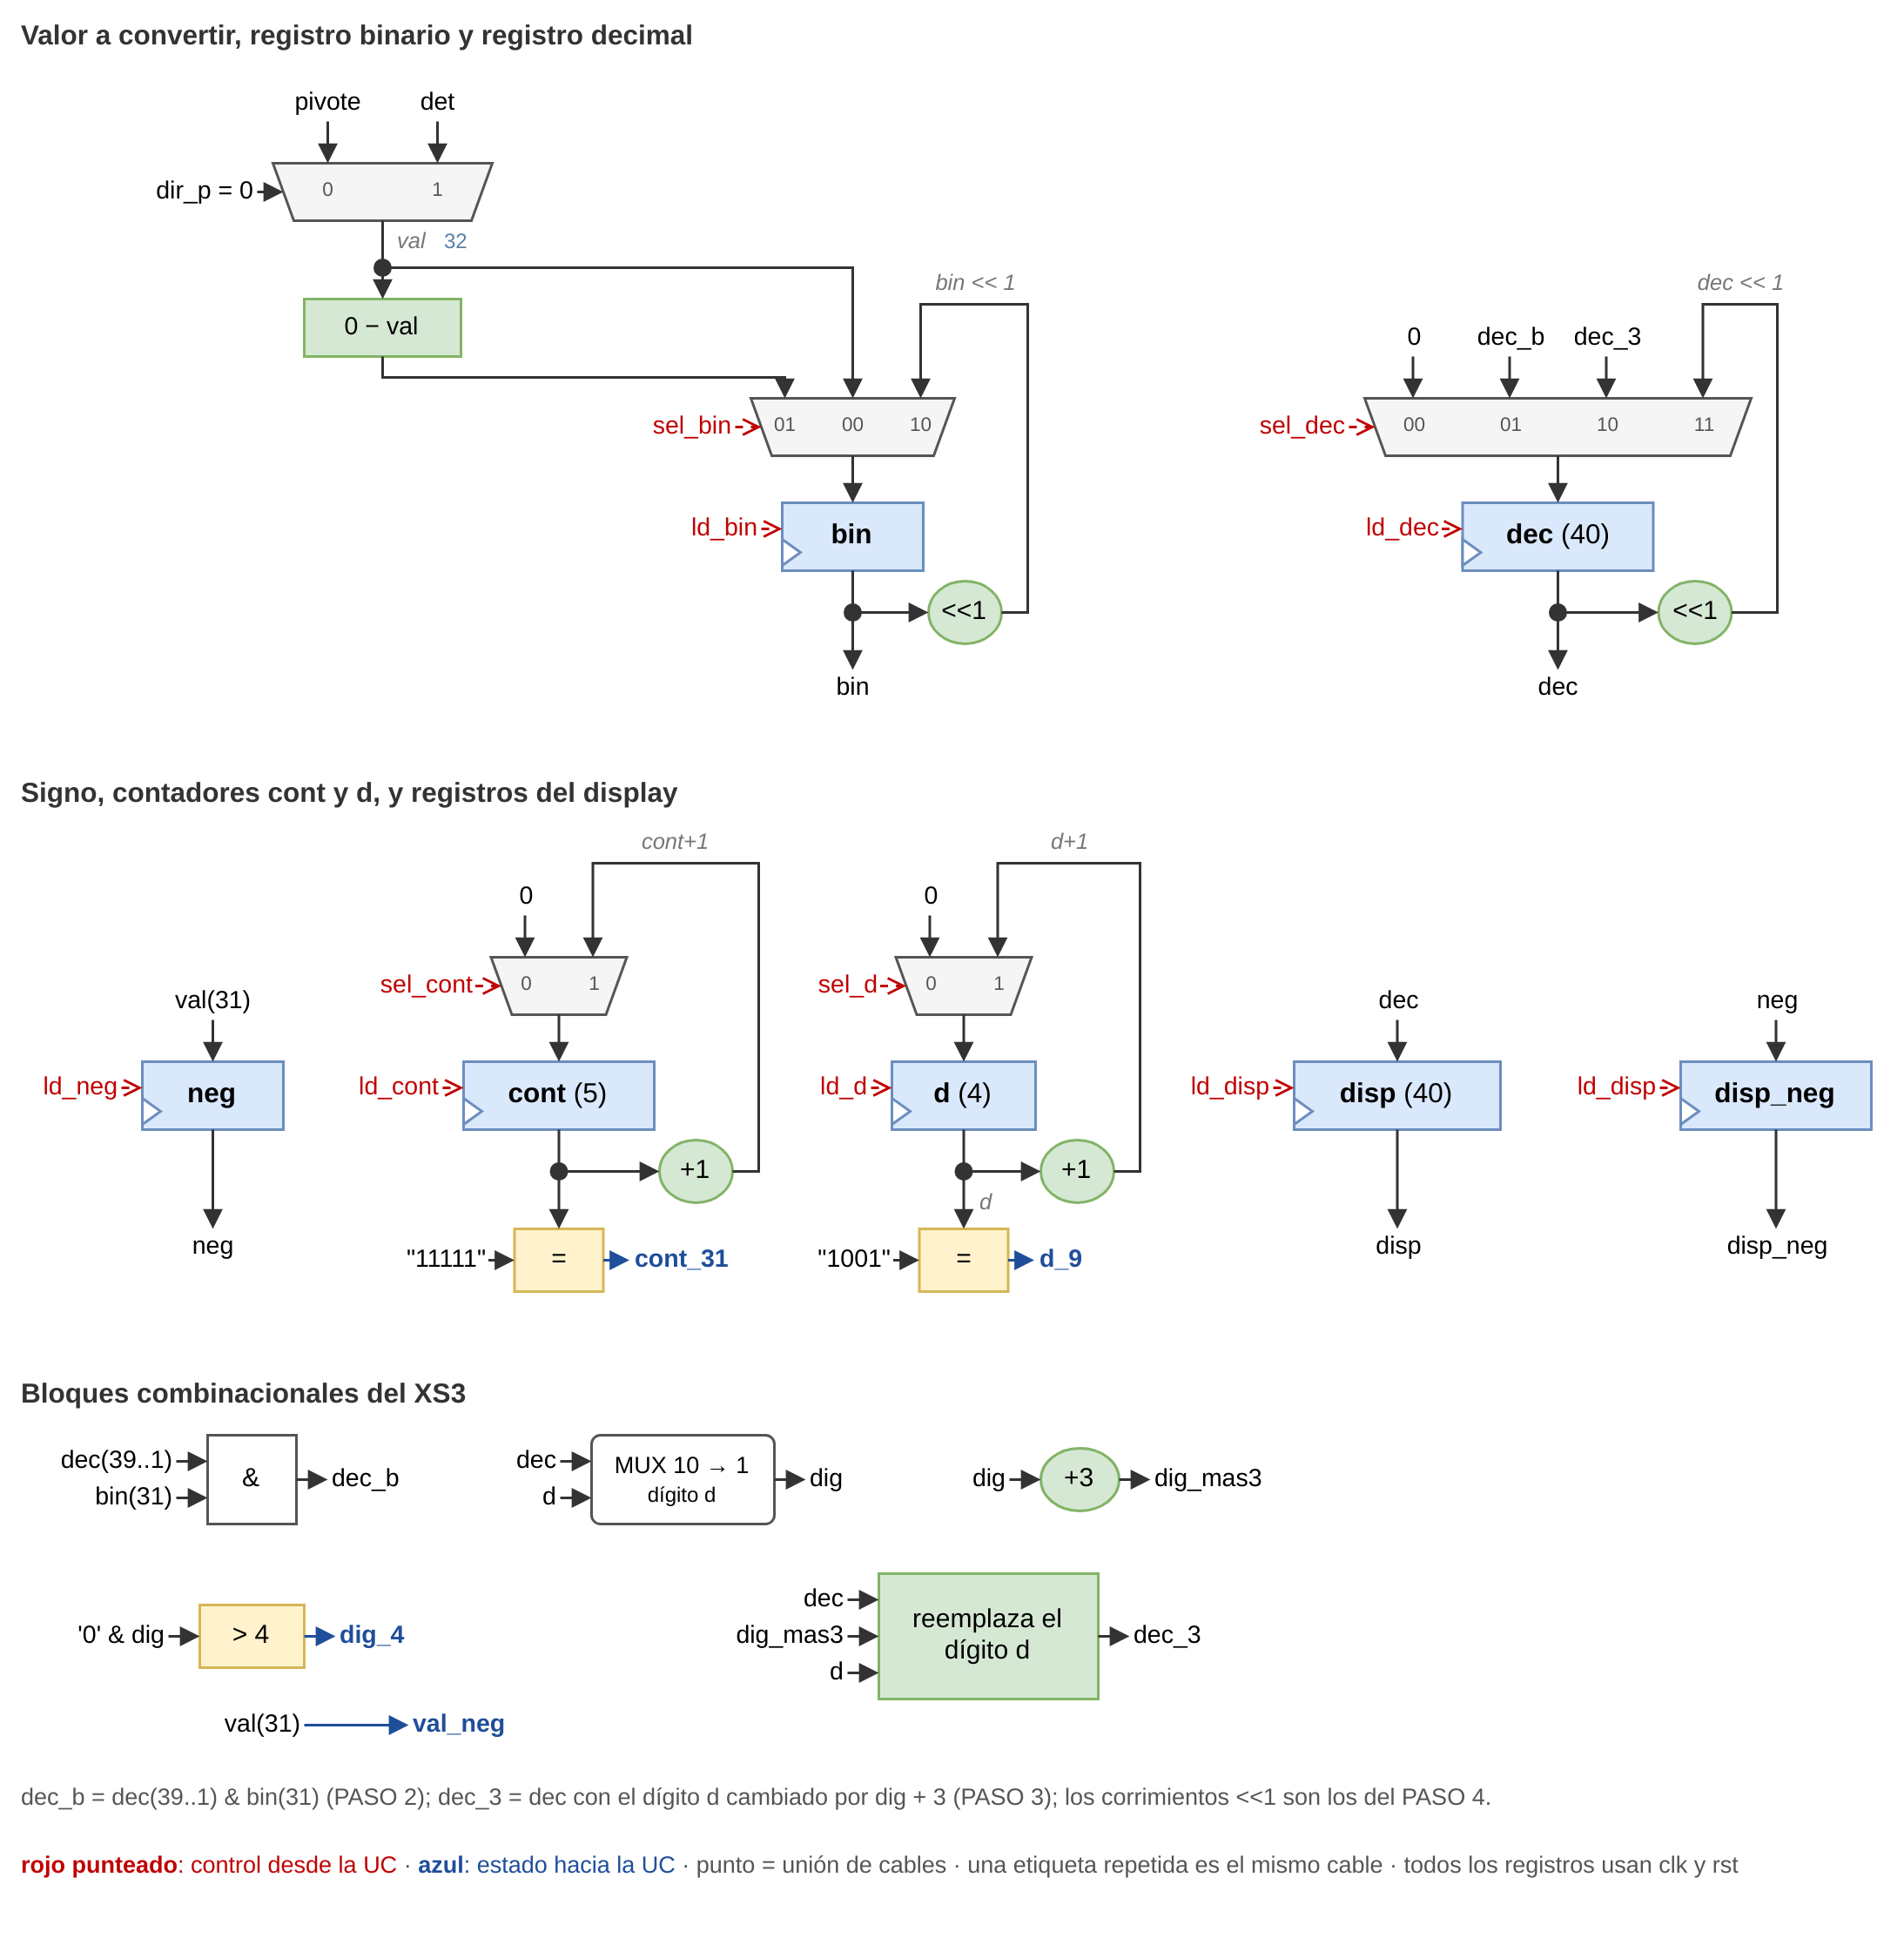 Valor a convertir, registro binario y registro decimal
pivote det
dir_p = 0 0 1
val 32
bin << 1 dec << 1
0 − val
0 dec_b dec_3
sel_bin 01 00 10
sel_dec 00 01 10 11
ld_bin bin
ld_dec dec (40)
<<1 <<1
bin dec
Signo, contadores cont y d, y registros del display
cont+1 d+1
0 0
sel_cont 0 1
sel_d 0 1
val(31) dec neg
ld_neg neg
ld_cont cont (5)
ld_d d (4)
ld_disp disp (40)
ld_disp disp_neg
+1 +1
d
neg
"11111" = cont_31
"1001" = d_9
disp disp_neg
Bloques combinacionales del XS3
dec(39..1)
bin(31)
& dec_b
dec
d
MUX 10 → 1
dígito d
dig
dig +3 dig_mas3
'0' & dig > 4 dig_4
dec
dig_mas3
d
reemplaza el
dígito d
dec_3
val(31) val_neg
dec_b = dec(39..1) & bin(31) (PASO 2); dec_3 = dec con el dígito d cambiado por dig + 3 (PASO 3); los corrimientos <<1 son los del PASO 4.
rojo punteado: control desde la UC · azul: estado hacia la UC · punto = unión de cables · una etiqueta repetida es el mismo cable · todos los registros usan clk y rst